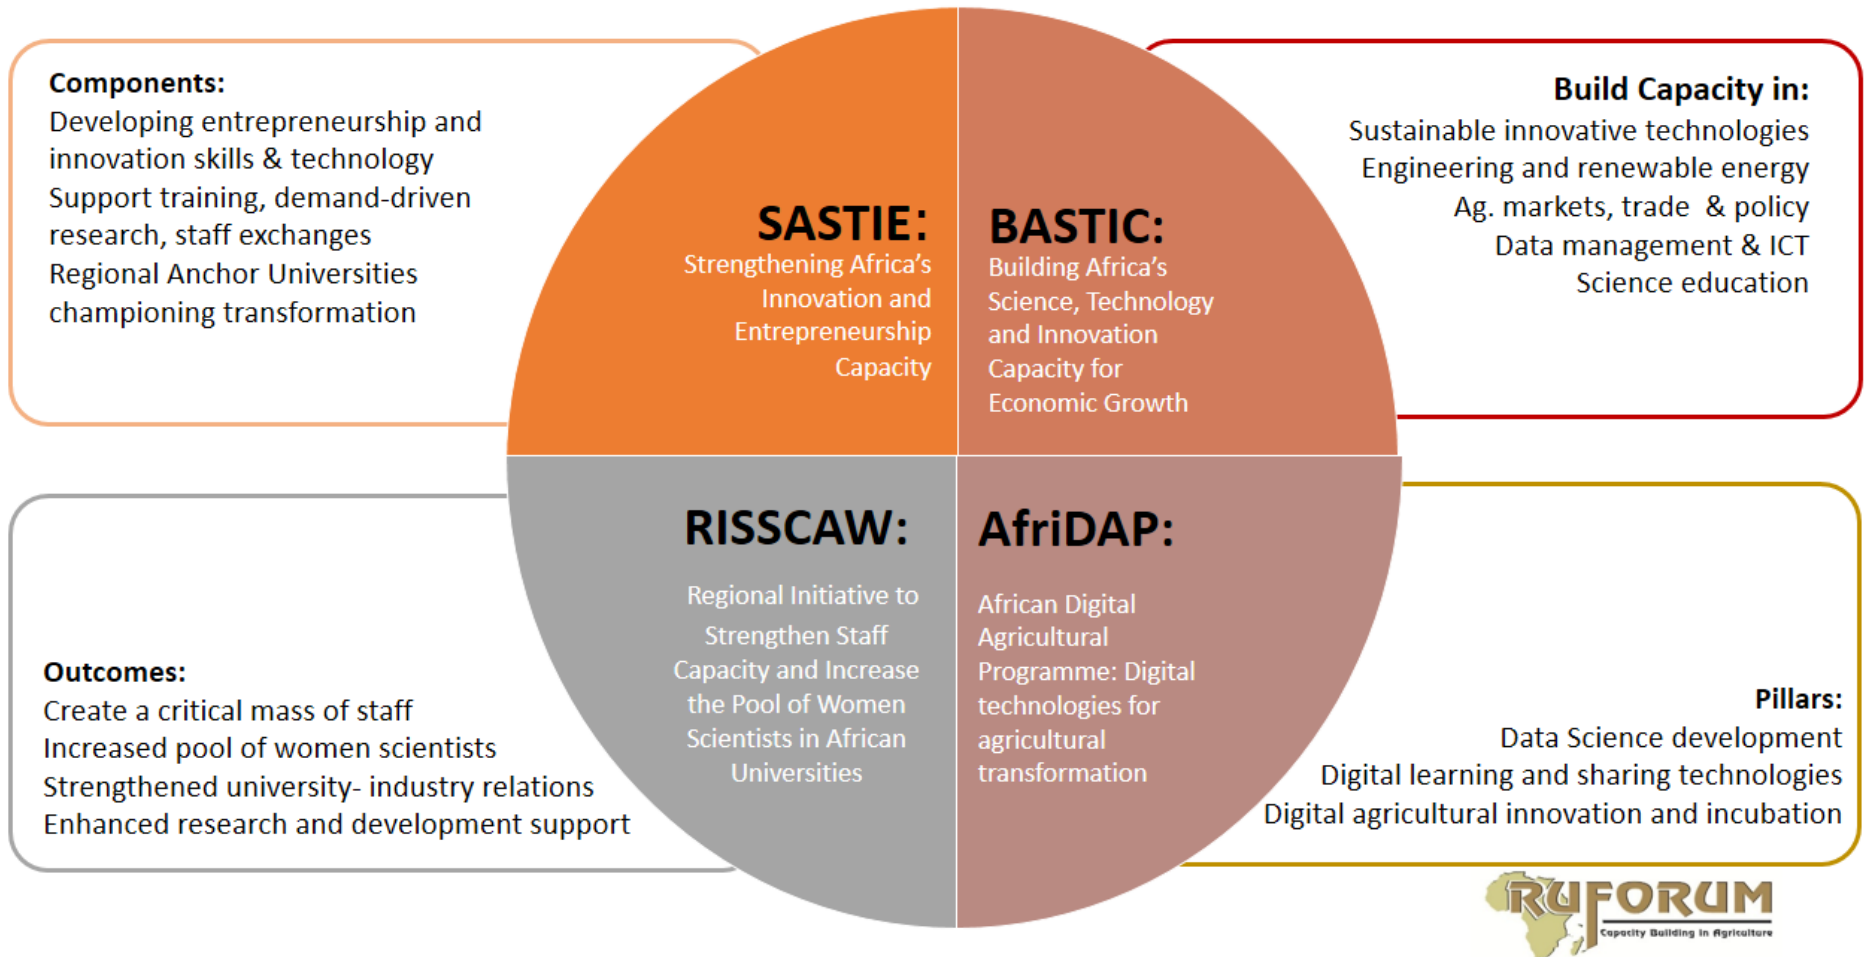 Components:
Developing entrepreneurship and
innovation skills & technology
Support training, demand-driven
research, staff exchanges
Regional Anchor Universities
championing transformation
SASTIE:
Strengthening Africa’s
Innovation and
Entrepreneurship
Capacity
BASTIC:
Building Africa’s
Science, Technology
and Innovation
Capacity for
Economic Growth
Build Capacity in:
Sustainable innovative technologies
Engineering and renewable energy
Ag. markets, trade & policy
Data management & ICT
Science education
Outcomes:
Create a critical mass of staff
Increased pool of women scientists
Strengthened university- industry relations
Enhanced research and development support
RISSCAW:
Regional Initiative to
Strengthen Staff
Capacity and Increase
the Pool of Women
Scientists in African
Universities
AfriDAP:
African Digital
Agricultural
Programme: Digital
technologies for
agricultural
transformation
Pillars:
Data Science development
Digital learning and sharing technologies
Digital agricultural innovation and incubation
RUFORUM
Capacity Building in Agriculture